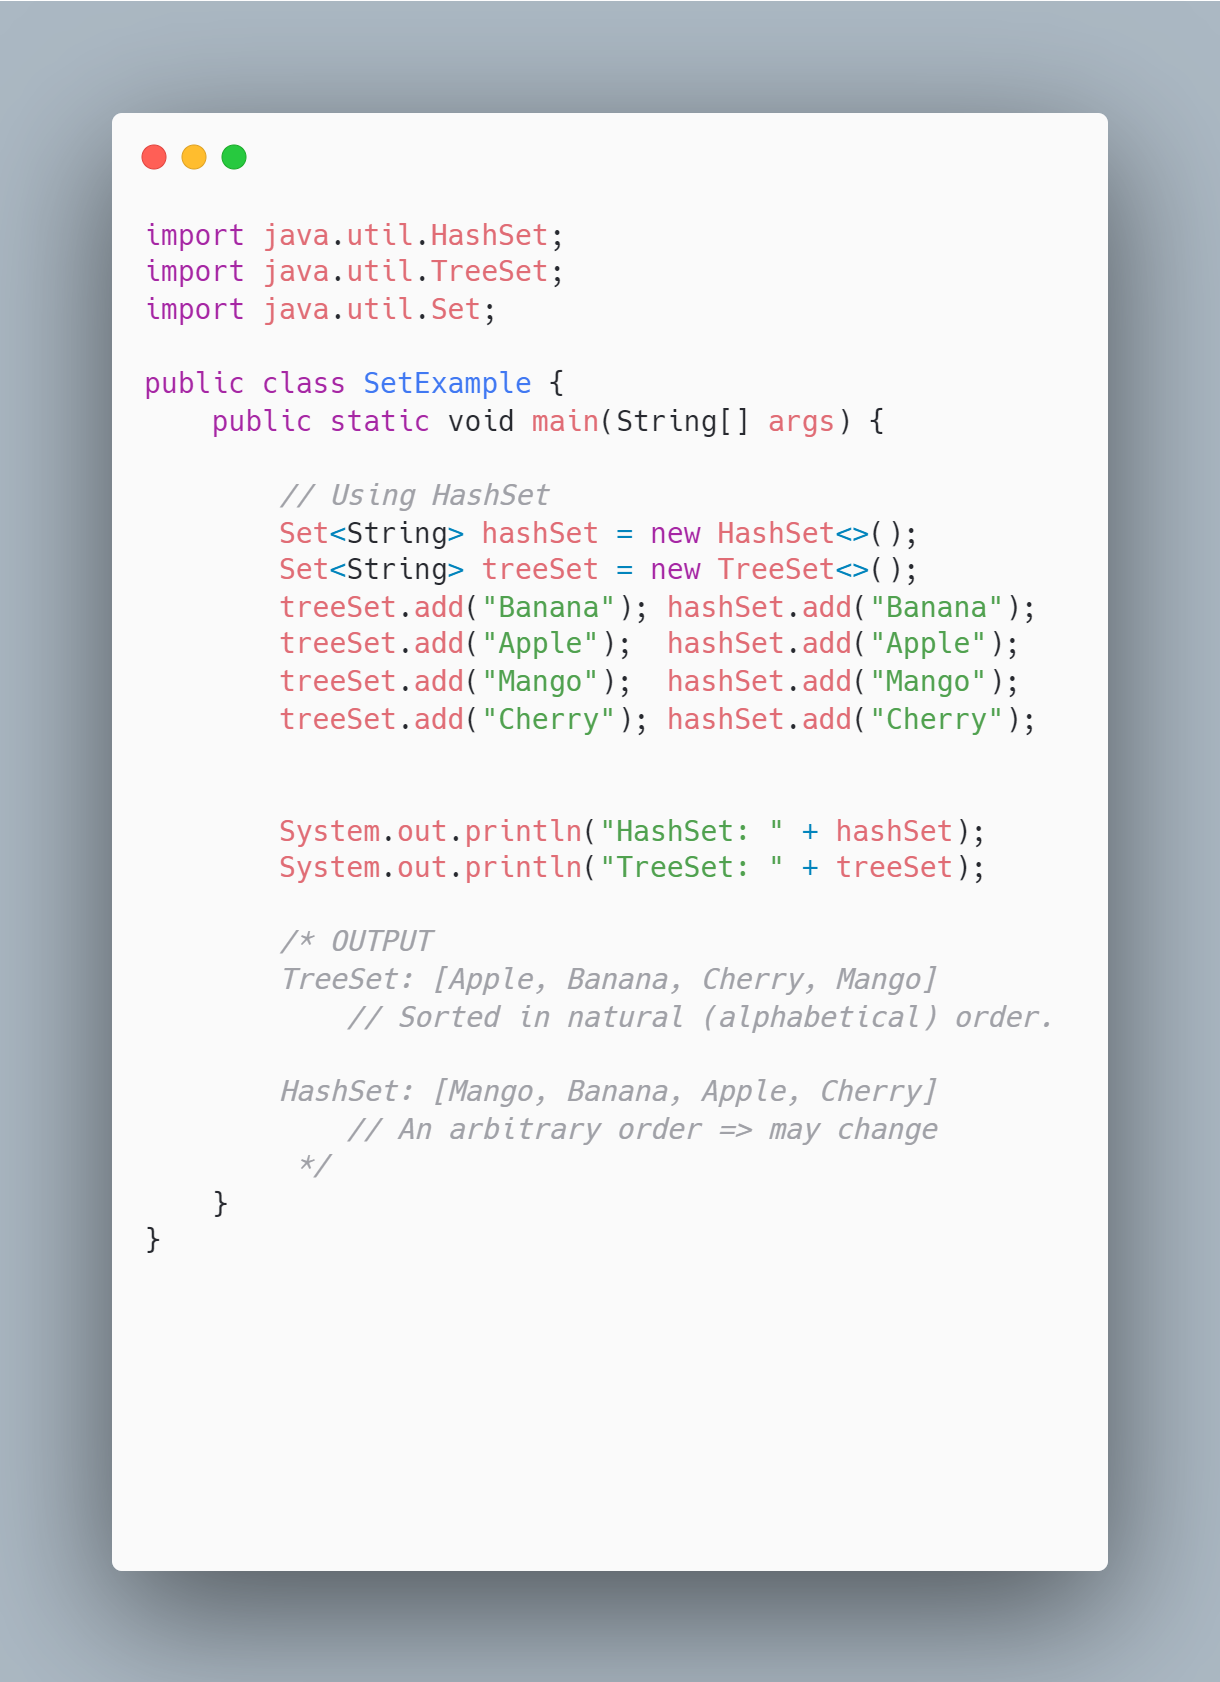 import java.util.HashSet;
import java.util.TreeSet;
import java.util.Set;

public class SetExample {
    public static void main(String[] args) {

        // Using HashSet
        Set<String> hashSet = new HashSet<>();
        Set<String> treeSet = new TreeSet<>();
        treeSet.add("Banana"); hashSet.add("Banana");
        treeSet.add("Apple");  hashSet.add("Apple");
        treeSet.add("Mango");  hashSet.add("Mango");
        treeSet.add("Cherry"); hashSet.add("Cherry");


        System.out.println("HashSet: " + hashSet);
        System.out.println("TreeSet: " + treeSet);

        /* OUTPUT
        TreeSet: [Apple, Banana, Cherry, Mango]
            // Sorted in natural (alphabetical) order.

        HashSet: [Mango, Banana, Apple, Cherry]
            // An arbitrary order => may change
         */
    }
}